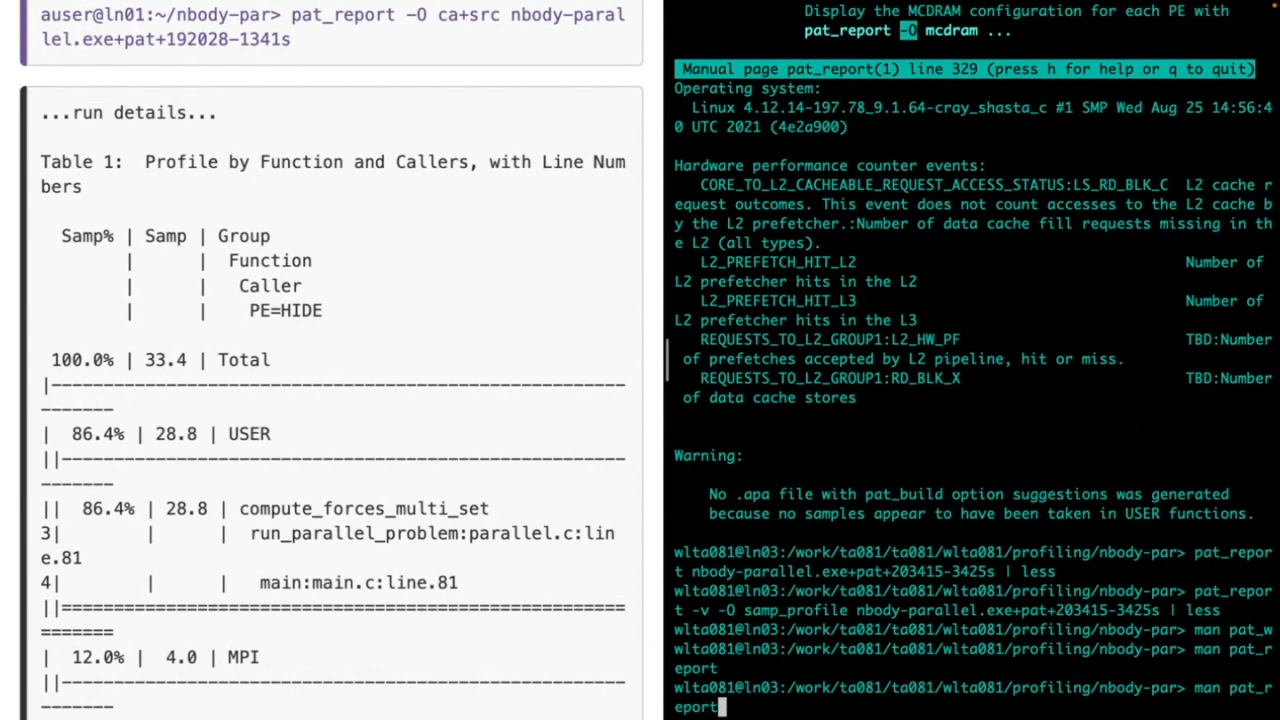 auser@ln01:~/nbody-par> pat_report -O ca+src nbody-paral
lel.exe+pat+192028-1341s
...run details...
Table 1:  Profile by Function and Callers, with Line Num
bers
Samp% | Samp | Group
|      |  Function
|      |   Caller
|      |    PE=HIDE
100.0% | 33.4 | Total
|-------------------------------------------------------
-------
|  86.4% | 28.8 | USER
||------------------------------------------------------
-------
||  86.4% | 28.8 | compute_forces_multi_set
3|       |      |  run_parallel_problem:parallel.c:lin
e.81
4|       |      |   main:main.c:line.81
||======================================================
=======
|  12.0% |  4.0 | MPI
||------------------------------------------------------
-------
Display the MCDRAM configuration for each PE with
pat_report -O mcdram ...
Manual page pat_report(1) line 329 (press h for help or q to quit)
Operating system:
Linux 4.12.14-197.78_9.1.64-cray_shasta_c #1 SMP Wed Aug 25 14:56:4
0 UTC 2021 (4e2a900)
Hardware performance counter events:
CORE_TO_L2_CACHEABLE_REQUEST_ACCESS_STATUS:LS_RD_BLK_C  L2 cache r
equest outcomes. This event does not count accesses to the L2 cache b
y the L2 prefetcher.:Number of data cache fill requests missing in th
e L2 (all types).
L2_PREFETCH_HIT_L2                                      Number of
L2 prefetcher hits in the L2
L2_PREFETCH_HIT_L3                                      Number of
L2 prefetcher hits in the L3
REQUESTS_TO_L2_GROUP1:L2_HW_PF                          TBD:Number
of prefetches accepted by L2 pipeline, hit or miss.
REQUESTS_TO_L2_GROUP1:RD_BLK_X                          TBD:Number
of data cache stores
Warning:
No .apa file with pat_build option suggestions was generated
because no samples appear to have been taken in USER functions.
wlta081@ln03:/work/ta081/ta081/wlta081/profiling/nbody-par> pat_repor
t nbody-parallel.exe+pat+203415-3425s | less
wlta081@ln03:/work/ta081/ta081/wlta081/profiling/nbody-par> pat_repor
t -v -O samp_profile nbody-parallel.exe+pat+203415-3425s | less
wlta081@ln03:/work/ta081/ta081/wlta081/profiling/nbody-par> man pat_w
wlta081@ln03:/work/ta081/ta081/wlta081/profiling/nbody-par> man pat_r
eport
wlta081@ln03:/work/ta081/ta081/wlta081/profiling/nbody-par> man pat_r
eport